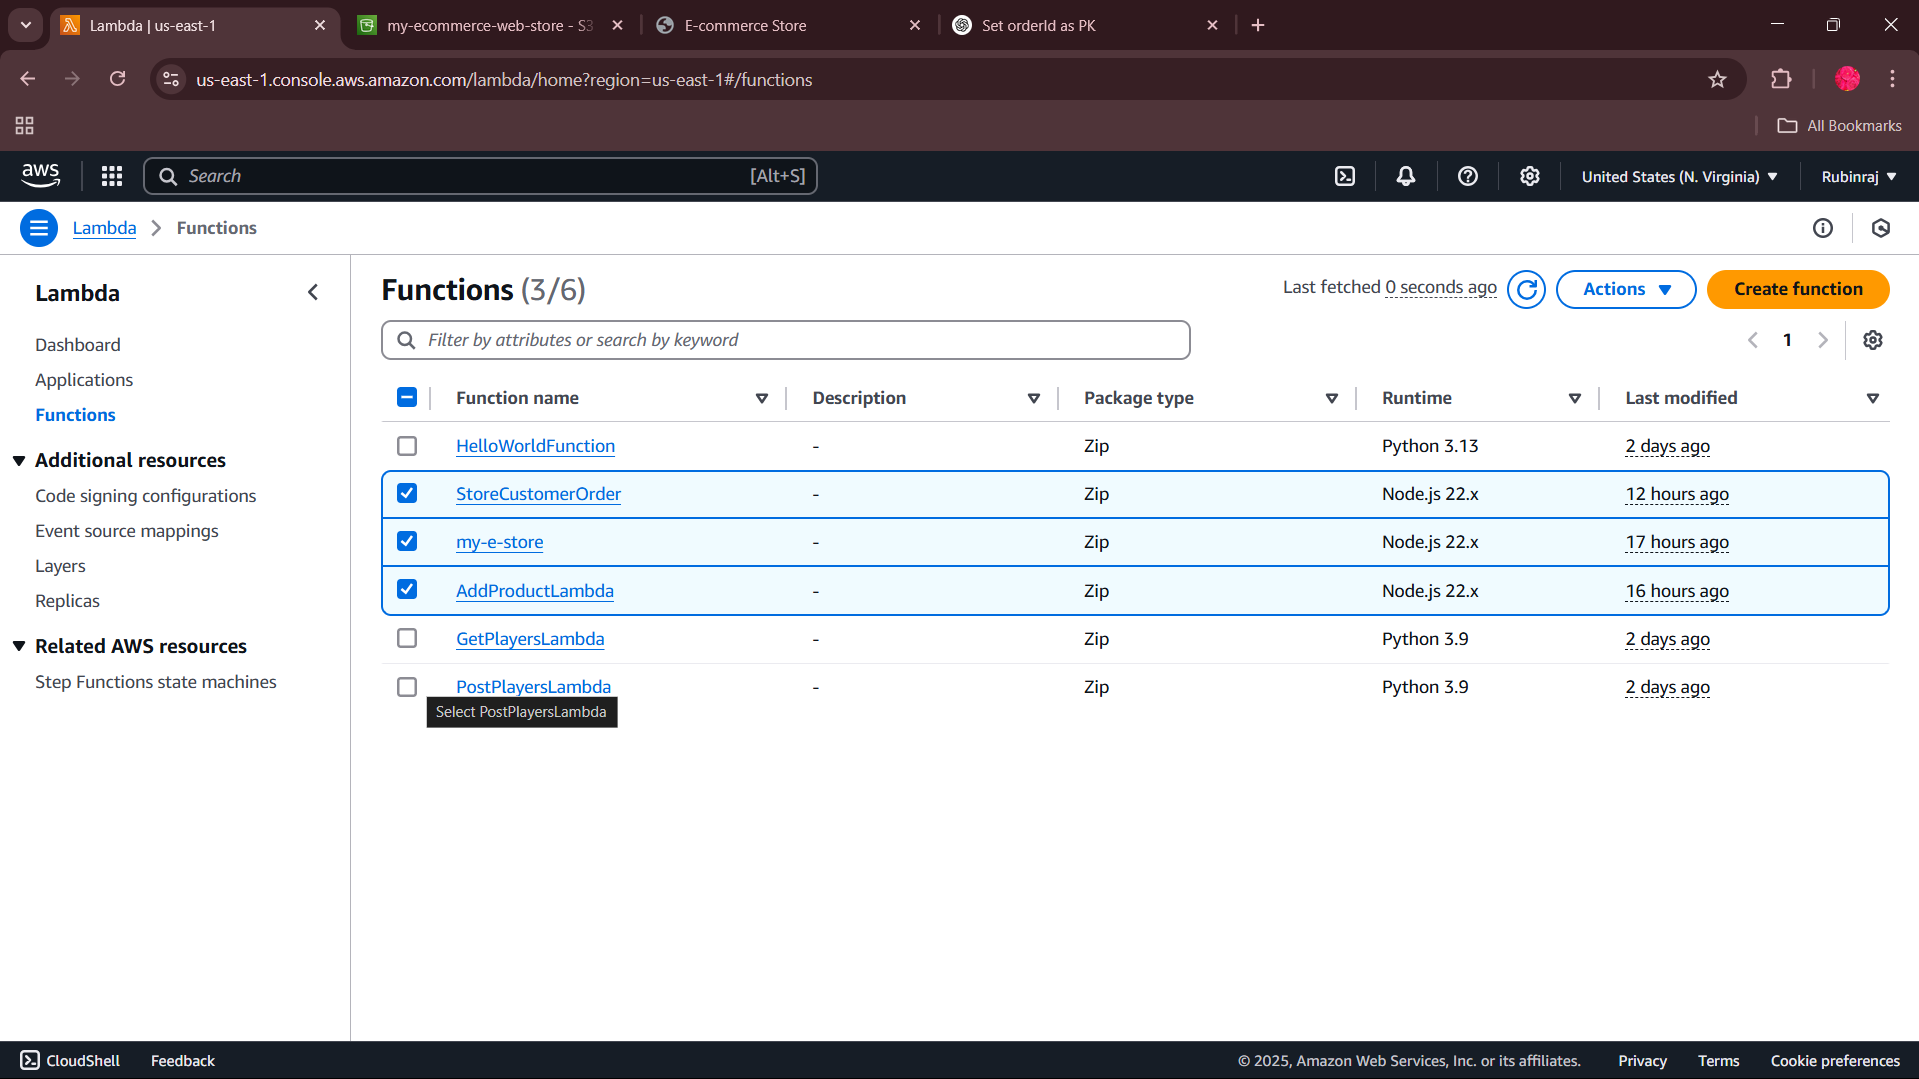 Lambda | us-east-1
my-ecommerce-web-store - S3
E-commerce Store
Set orderId as PK
us-east-1.console.aws.amazon.com/lambda/home?region=us-east-1#/functions
All Bookmarks
aws
Search
[Alt+S]
United States (N. Virginia)
Rubinraj
Lambda
Functions
Lambda
Dashboard
Applications
Functions
Additional resources
Code signing configurations
Event source mappings
Layers
Replicas
Related AWS resources
Step Functions state machines
Functions (3/6)
Last fetched 0 seconds ago
Actions
Create function
Filter by attributes or search by keyword
1
Function name Description Package type Runtime Last modified
HelloWorldFunction - Zip Python 3.13 2 days ago
StoreCustomerOrder - Zip Node.js 22.x 12 hours ago
my-e-store - Zip Node.js 22.x 17 hours ago
AddProductLambda - Zip Node.js 22.x 16 hours ago
GetPlayersLambda - Zip Python 3.9 2 days ago
PostPlayersLambda - Zip Python 3.9 2 days ago
Select PostPlayersLambda
CloudShell Feedback © 2025, Amazon Web Services, Inc. or its affiliates. Privacy Terms Cookie preferences